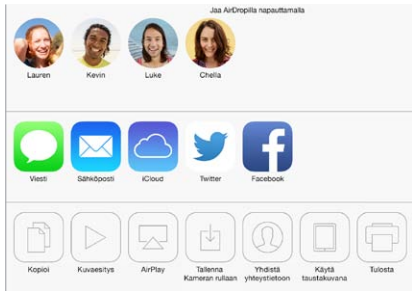 Jaa AirDropilla napauttamalla
Lauren Kevin Luke Chella
Viesti Sähköposti iCloud Twitter Facebook
Kopioi Kuvaesitys AirPlay Tallenna Kameran rullaan Yhdistä yhteystietoon Käytä taustakuvana Tulosta